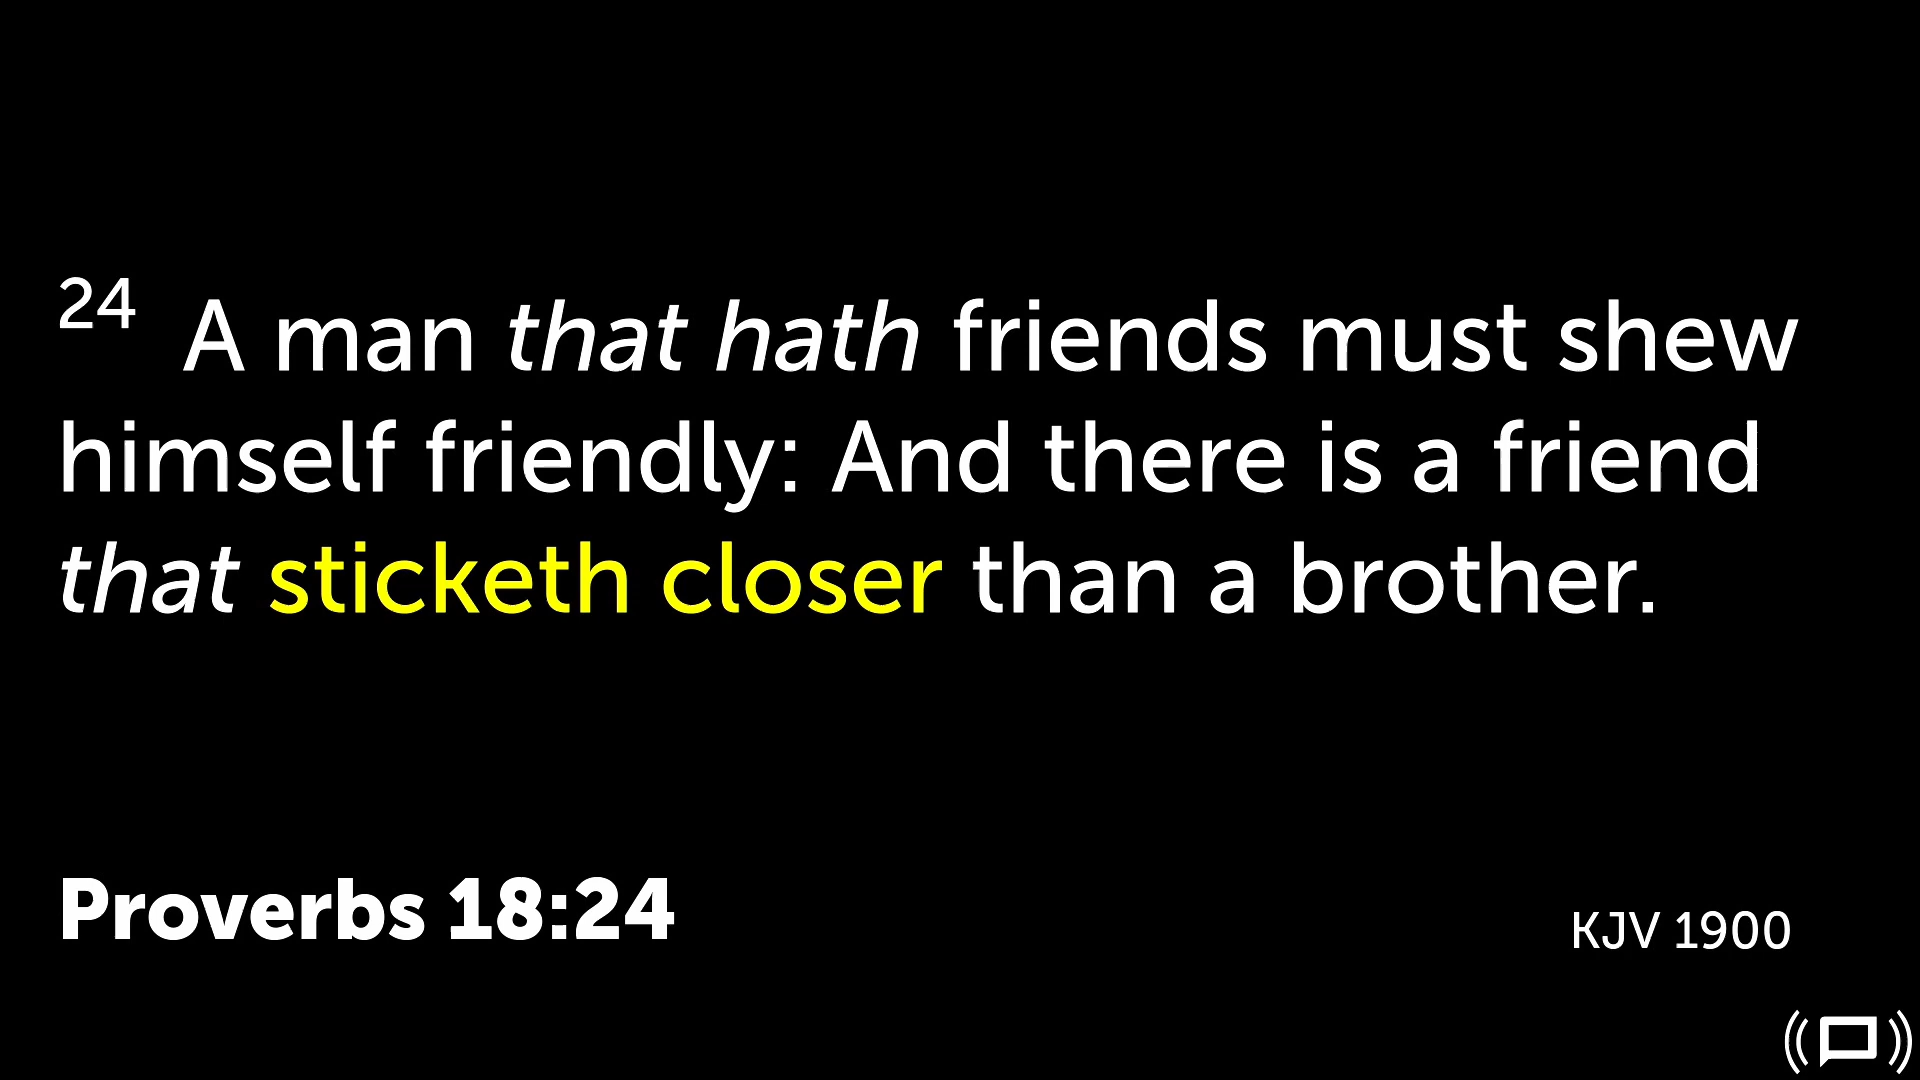 24 A man that hath friends must shew
himself friendly: And there is a friend
that sticketh closer than a brother.
Proverbs 18:24
KJV 1900